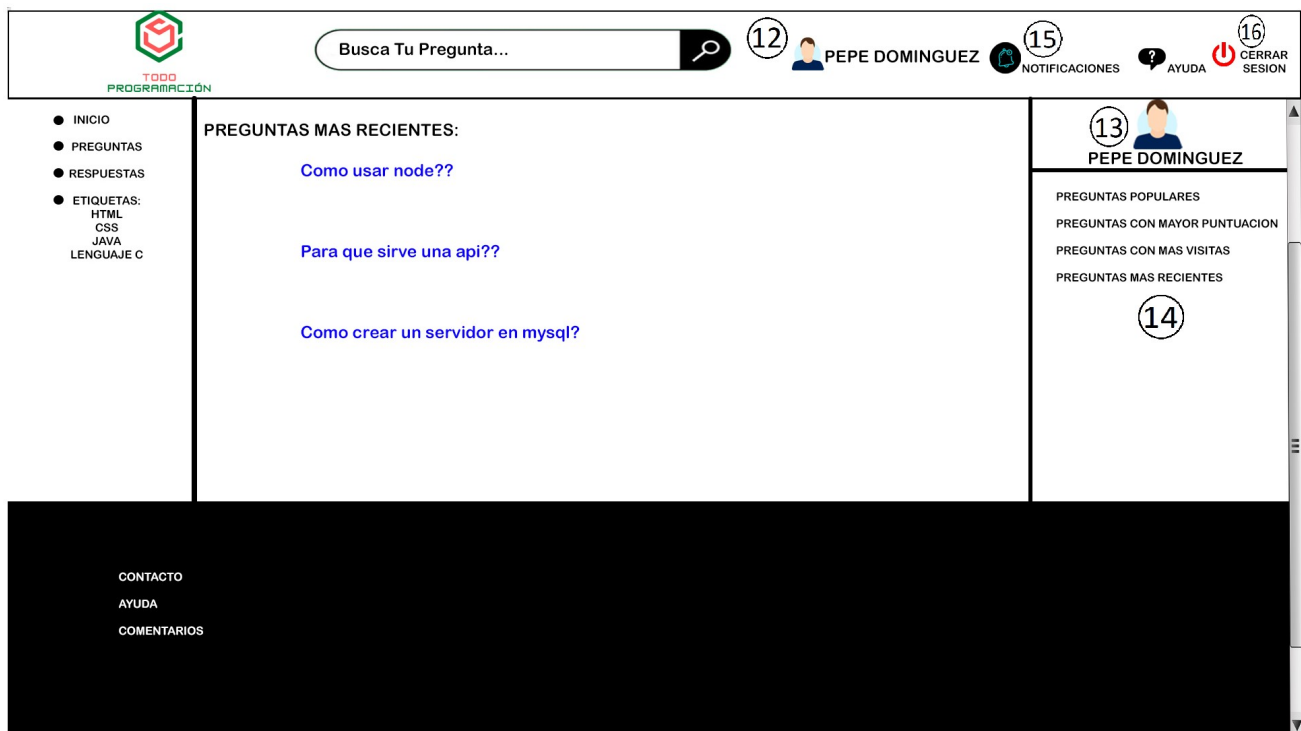 TODO
PROGRAMACIÓN
Busca Tu Pregunta...
12
PEPE DOMINGUEZ
15
NOTIFICACIONES
?
AYUDA
16
CERRAR
SESION
INICIO
PREGUNTAS
RESPUESTAS
ETIQUETAS:
HTML
CSS
JAVA
LENGUAJE C
PREGUNTAS MAS RECIENTES:
Como usar node??
Para que sirve una api??
Como crear un servidor en mysql?
13
PEPE DOMINGUEZ
PREGUNTAS POPULARES
PREGUNTAS CON MAYOR PUNTUACION
PREGUNTAS CON MAS VISITAS
PREGUNTAS MAS RECIENTES
14
CONTACTO
AYUDA
COMENTARIOS